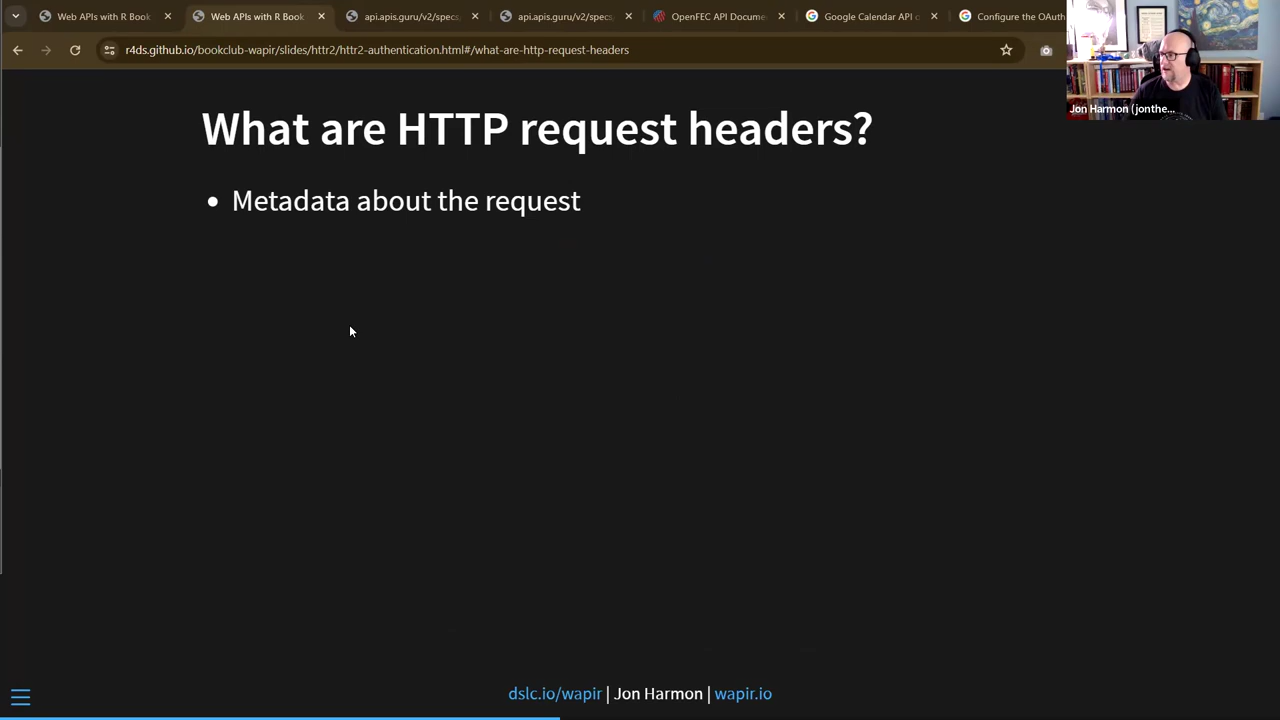 Web APIs with R Book
Web APIs with R Book
api.apis.guru/v2/specs
api.apis.guru/v2/specs
OpenFEC API Docume
Google Calendar API o
Configure the OAuth
r4ds.github.io/bookclub-wapir/slides/httr2/httr2-authentication.html#/what-are-http-request-headers
Jon Harmon (jonthe...
What are HTTP request headers?
• Metadata about the request
dslc.io/wapir | Jon Harmon | wapir.io